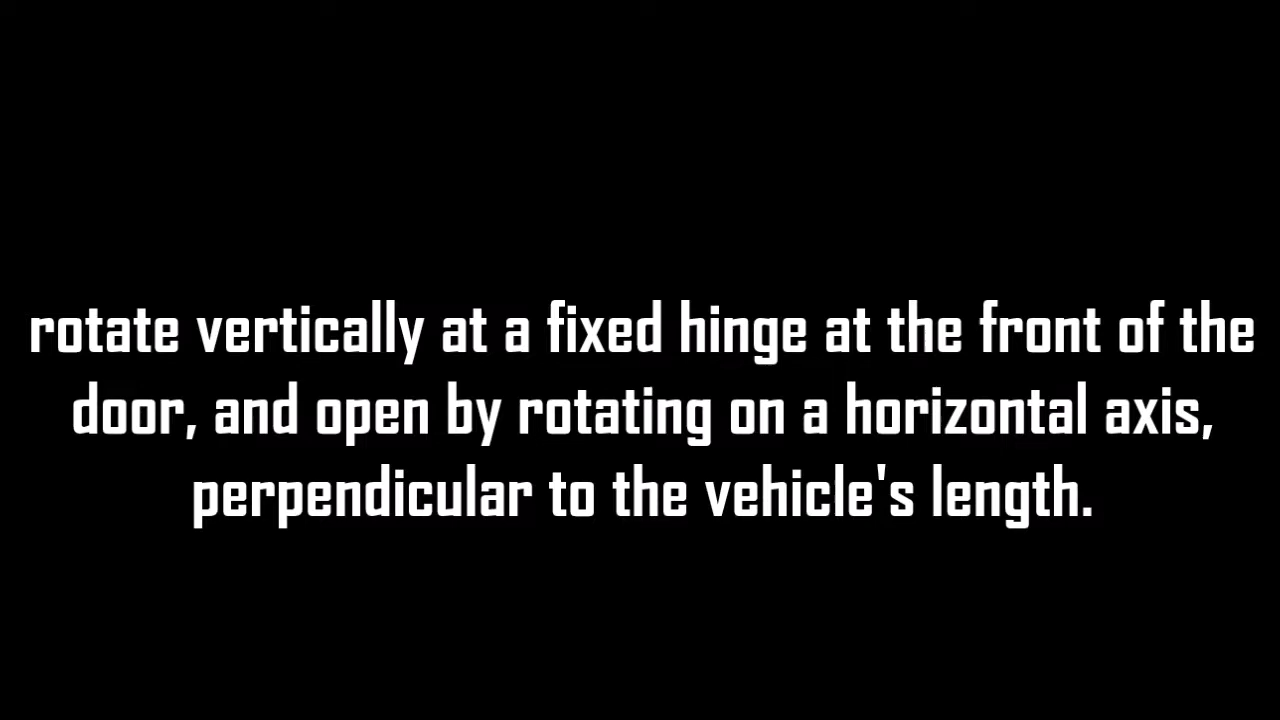 rotate vertically at a fixed hinge at the front of the
door, and open by rotating on a horizontal axis,
perpendicular to the vehicle's length.